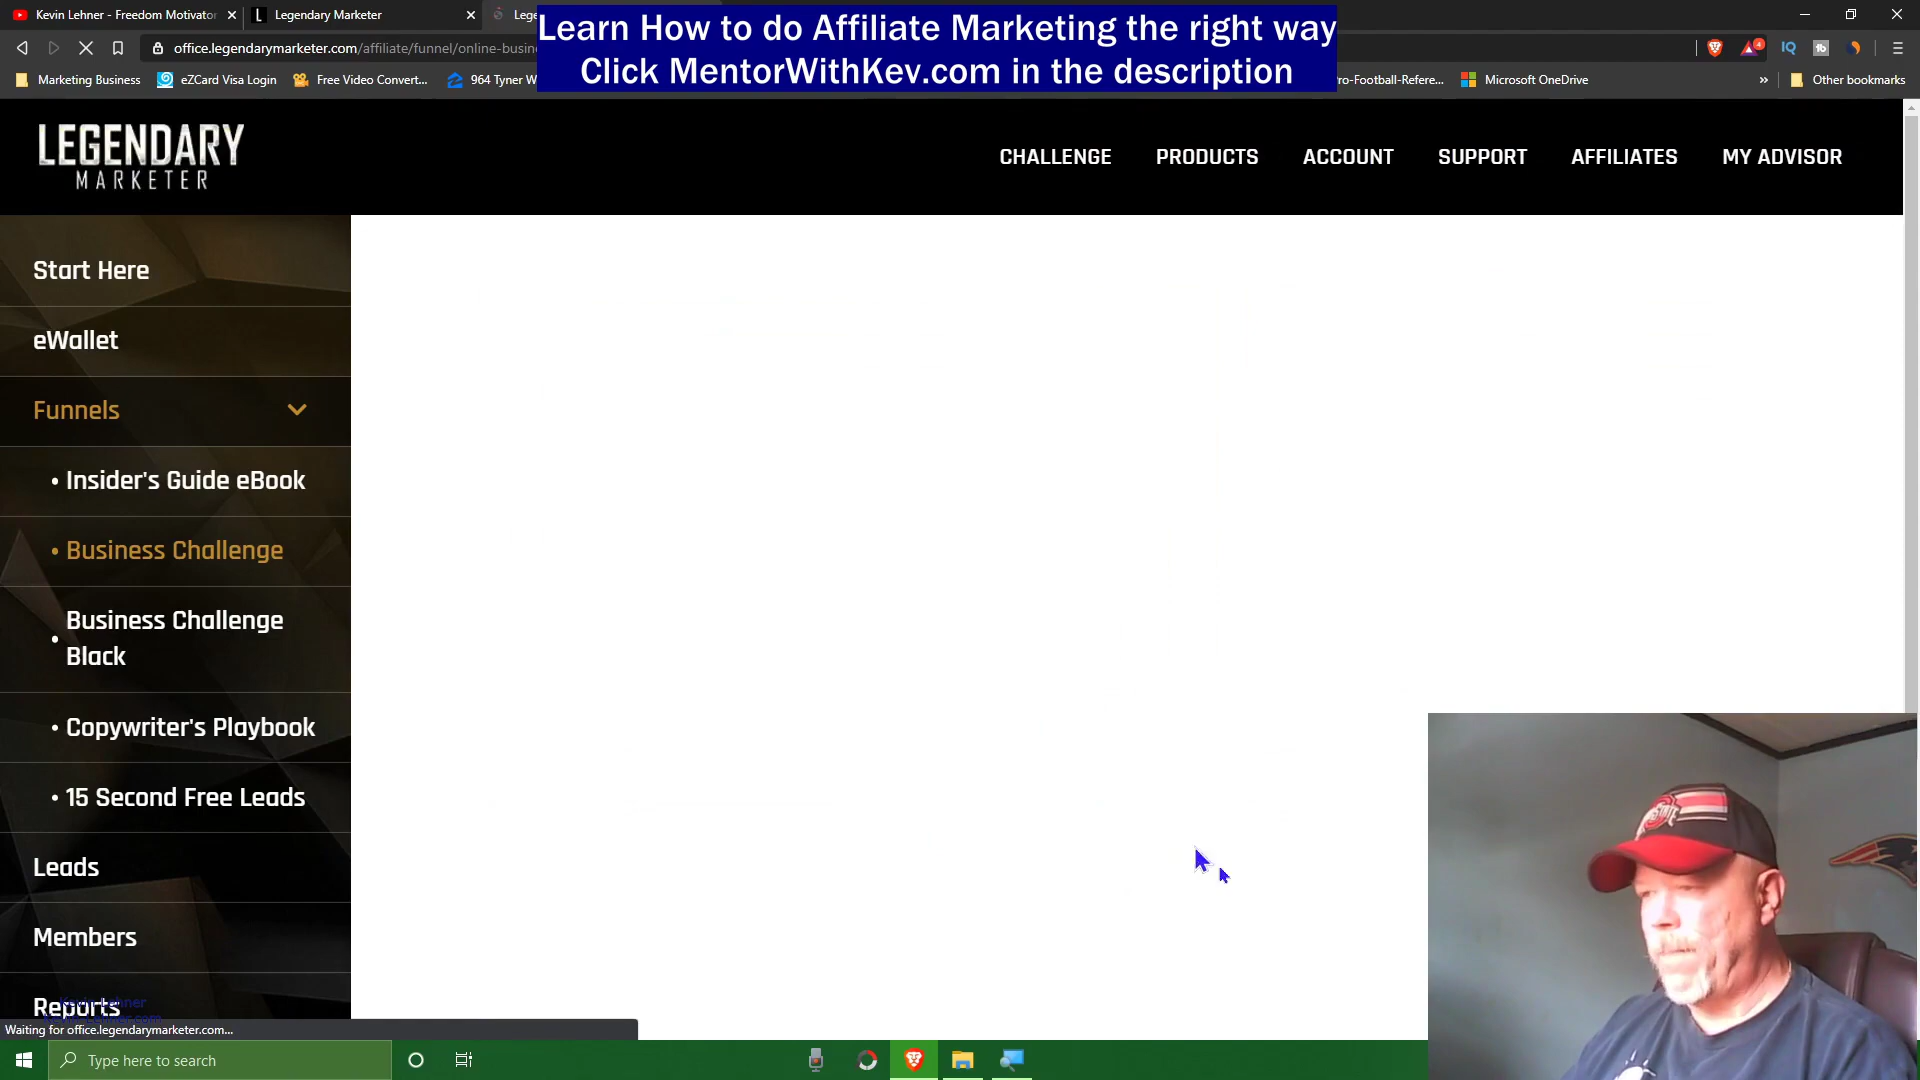 Kevin Lehner - Freedom Motivator
Legendary Marketer
Lege
Learn How to do Affiliate Marketing the right way
Click MentorWithKev.com in the description
office.legendarymarketer.com/affiliate/funnel/online-busin
4
IQ
Marketing Business
eZCard Visa Login
Free Video Convert...
964 Tyner W
ro-Football-Refere...
Microsoft OneDrive
»
Other bookmarks
LEGENDARY
MARKETER
CHALLENGE
PRODUCTS
ACCOUNT
SUPPORT
AFFILIATES
MY ADVISOR
Start Here
eWallet
Funnels
• Insider's Guide eBook
• Business Challenge
• Business Challenge
Black
• Copywriter's Playbook
• 15 Second Free Leads
Leads
Members
Reports
Kevin Lehner
Waiting for office.legendarymarketer.com...
Type here to search